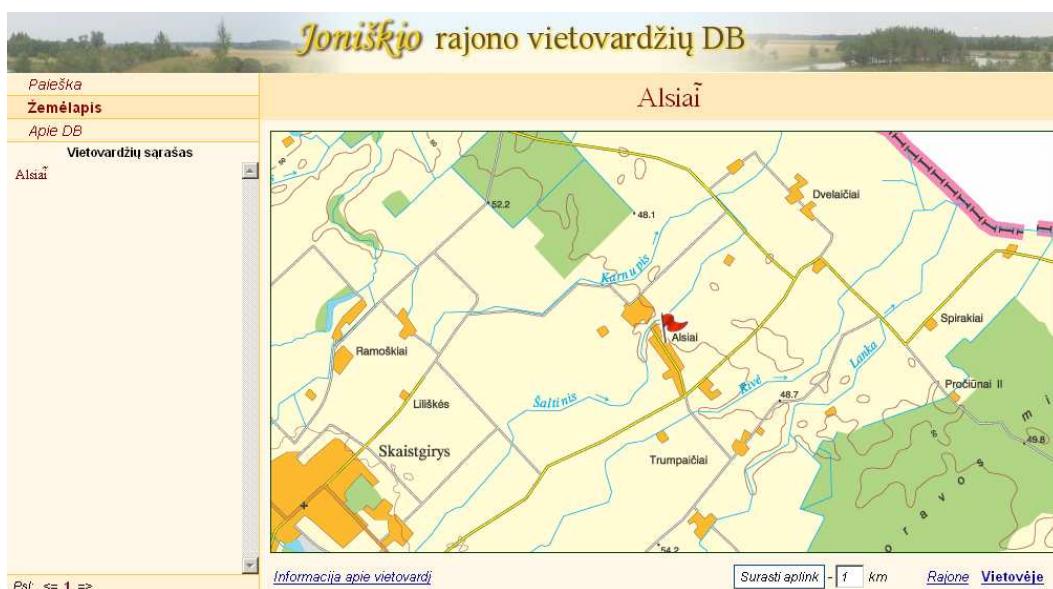 Joniškio rajono vietovardžių DB
Paieška
Žemėlapis
Apie DB
Vietovardžių sąrašas
Alsiaĩ
Alsiaĩ
52.2
48.1
Dvelaičiai
Karnupis
Alsiai
Spirakiai
Ramoškiai
Liliškės
Šaltinis
Rivė
Lanka
48.7
Pročiūnai II
Skaistgirys
Trumpaičiai
49.8
54.2
Psl: <= 1 =>
Informacija apie vietovardį
Surasti aplink - 1 km Rajone Vietovėje